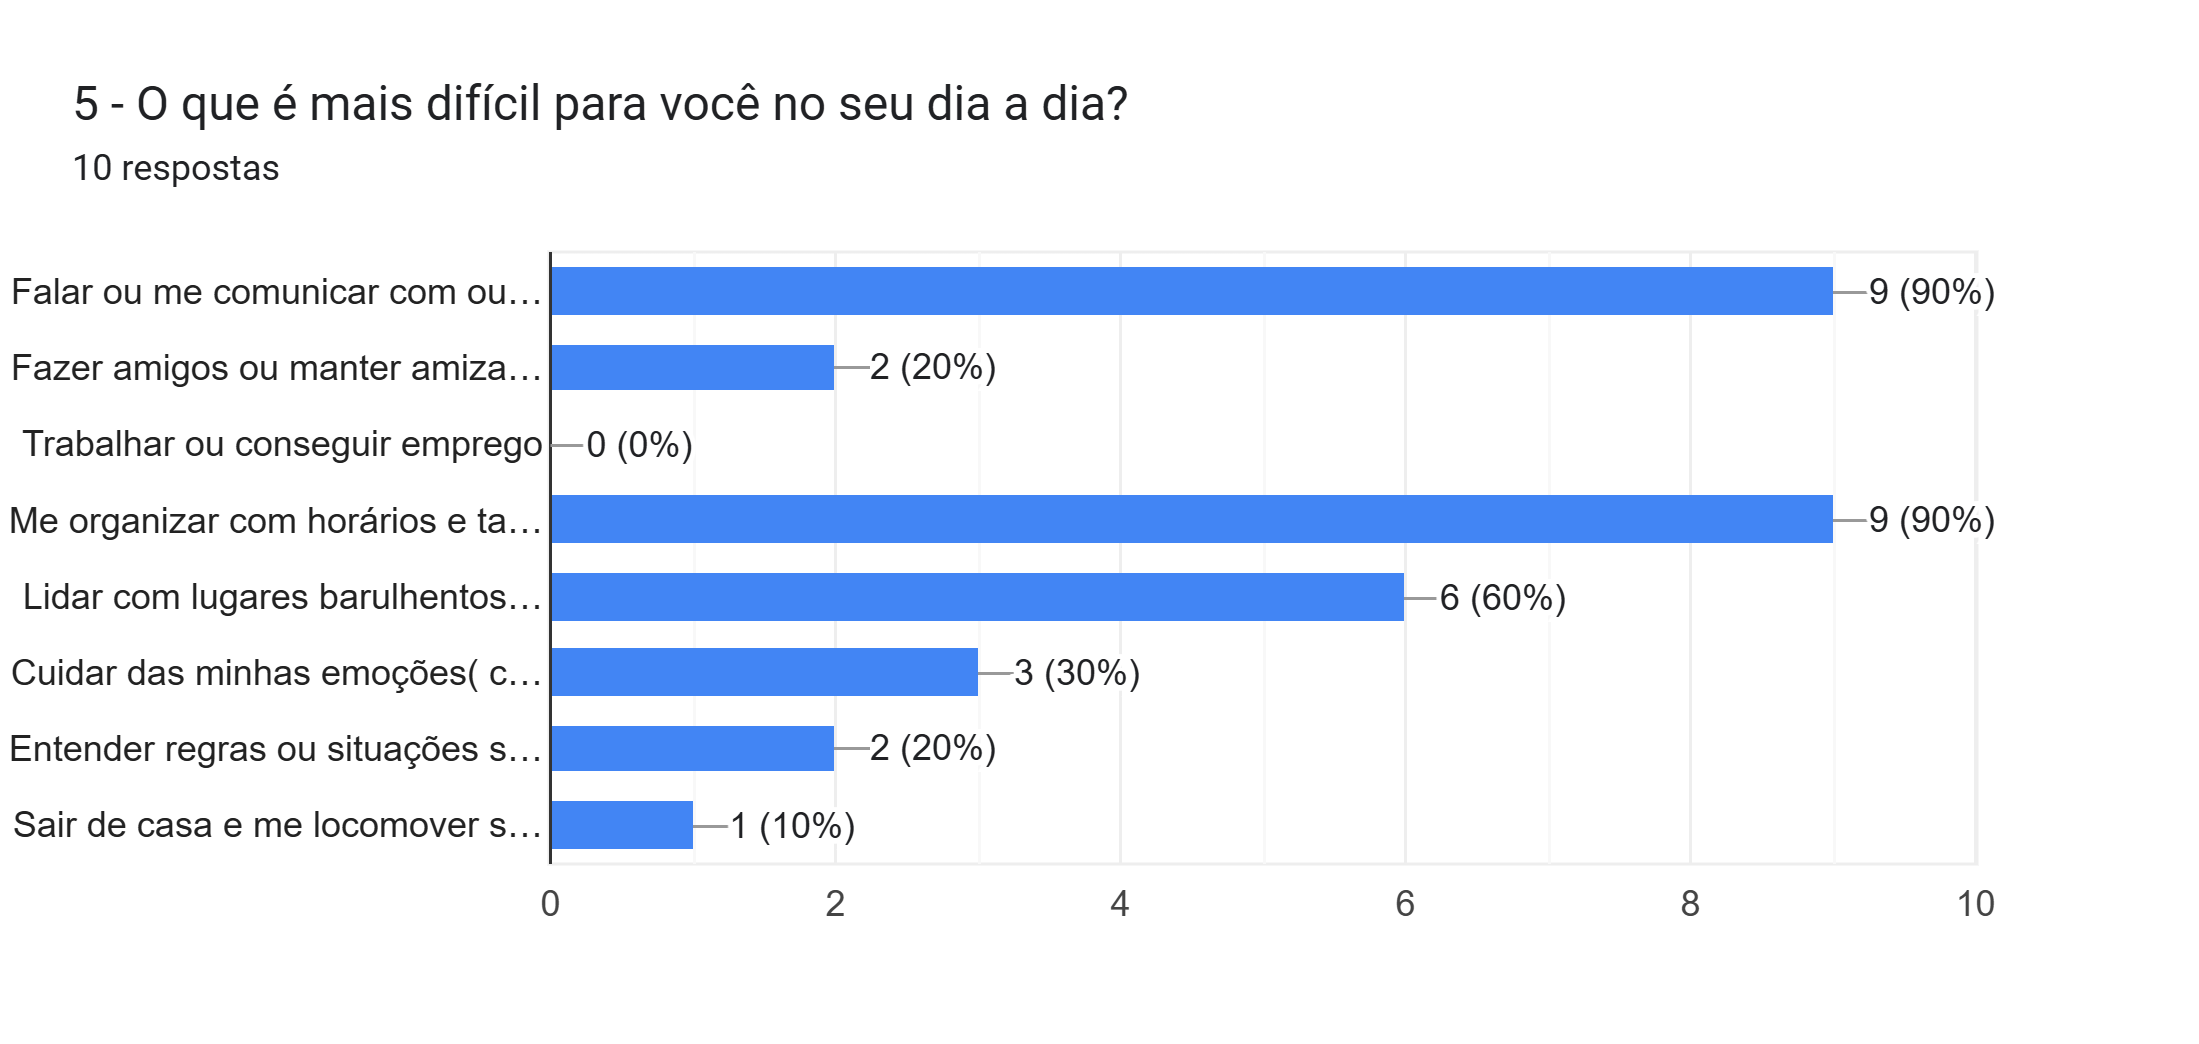 5 - O que é mais difícil para você no seu dia a dia?
10 respostas
Falar ou me comunicar com ou… 9 (90%)
Fazer amigos ou manter amiza… 2 (20%)
Trabalhar ou conseguir emprego 0 (0%)
Me organizar com horários e ta… 9 (90%)
Lidar com lugares barulhentos… 6 (60%)
Cuidar das minhas emoções( c… 3 (30%)
Entender regras ou situações s… 2 (20%)
Sair de casa e me locomover s… 1 (10%)
0 2 4 6 8 10